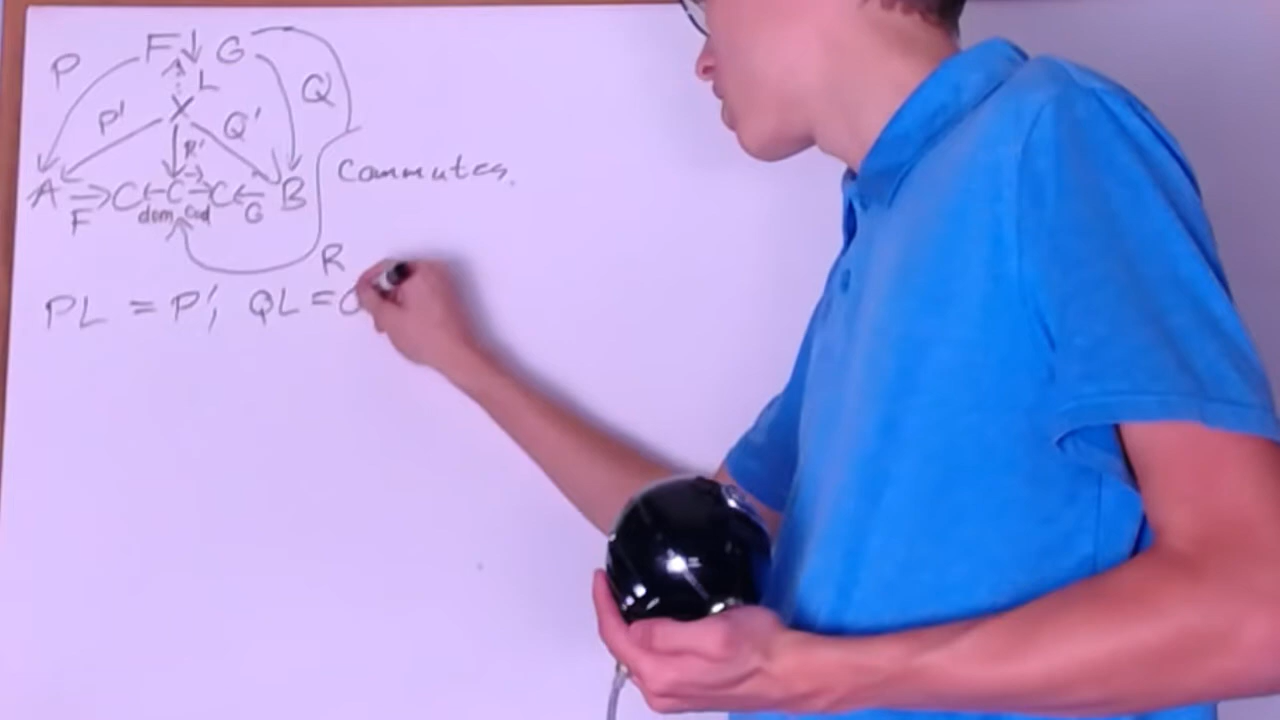 F ↓ G
P
L
Q
P' X Q'
R'
Commutes.
A ⇒ C ← C → C ← B
F dom cod G
R
PL = P', QL =